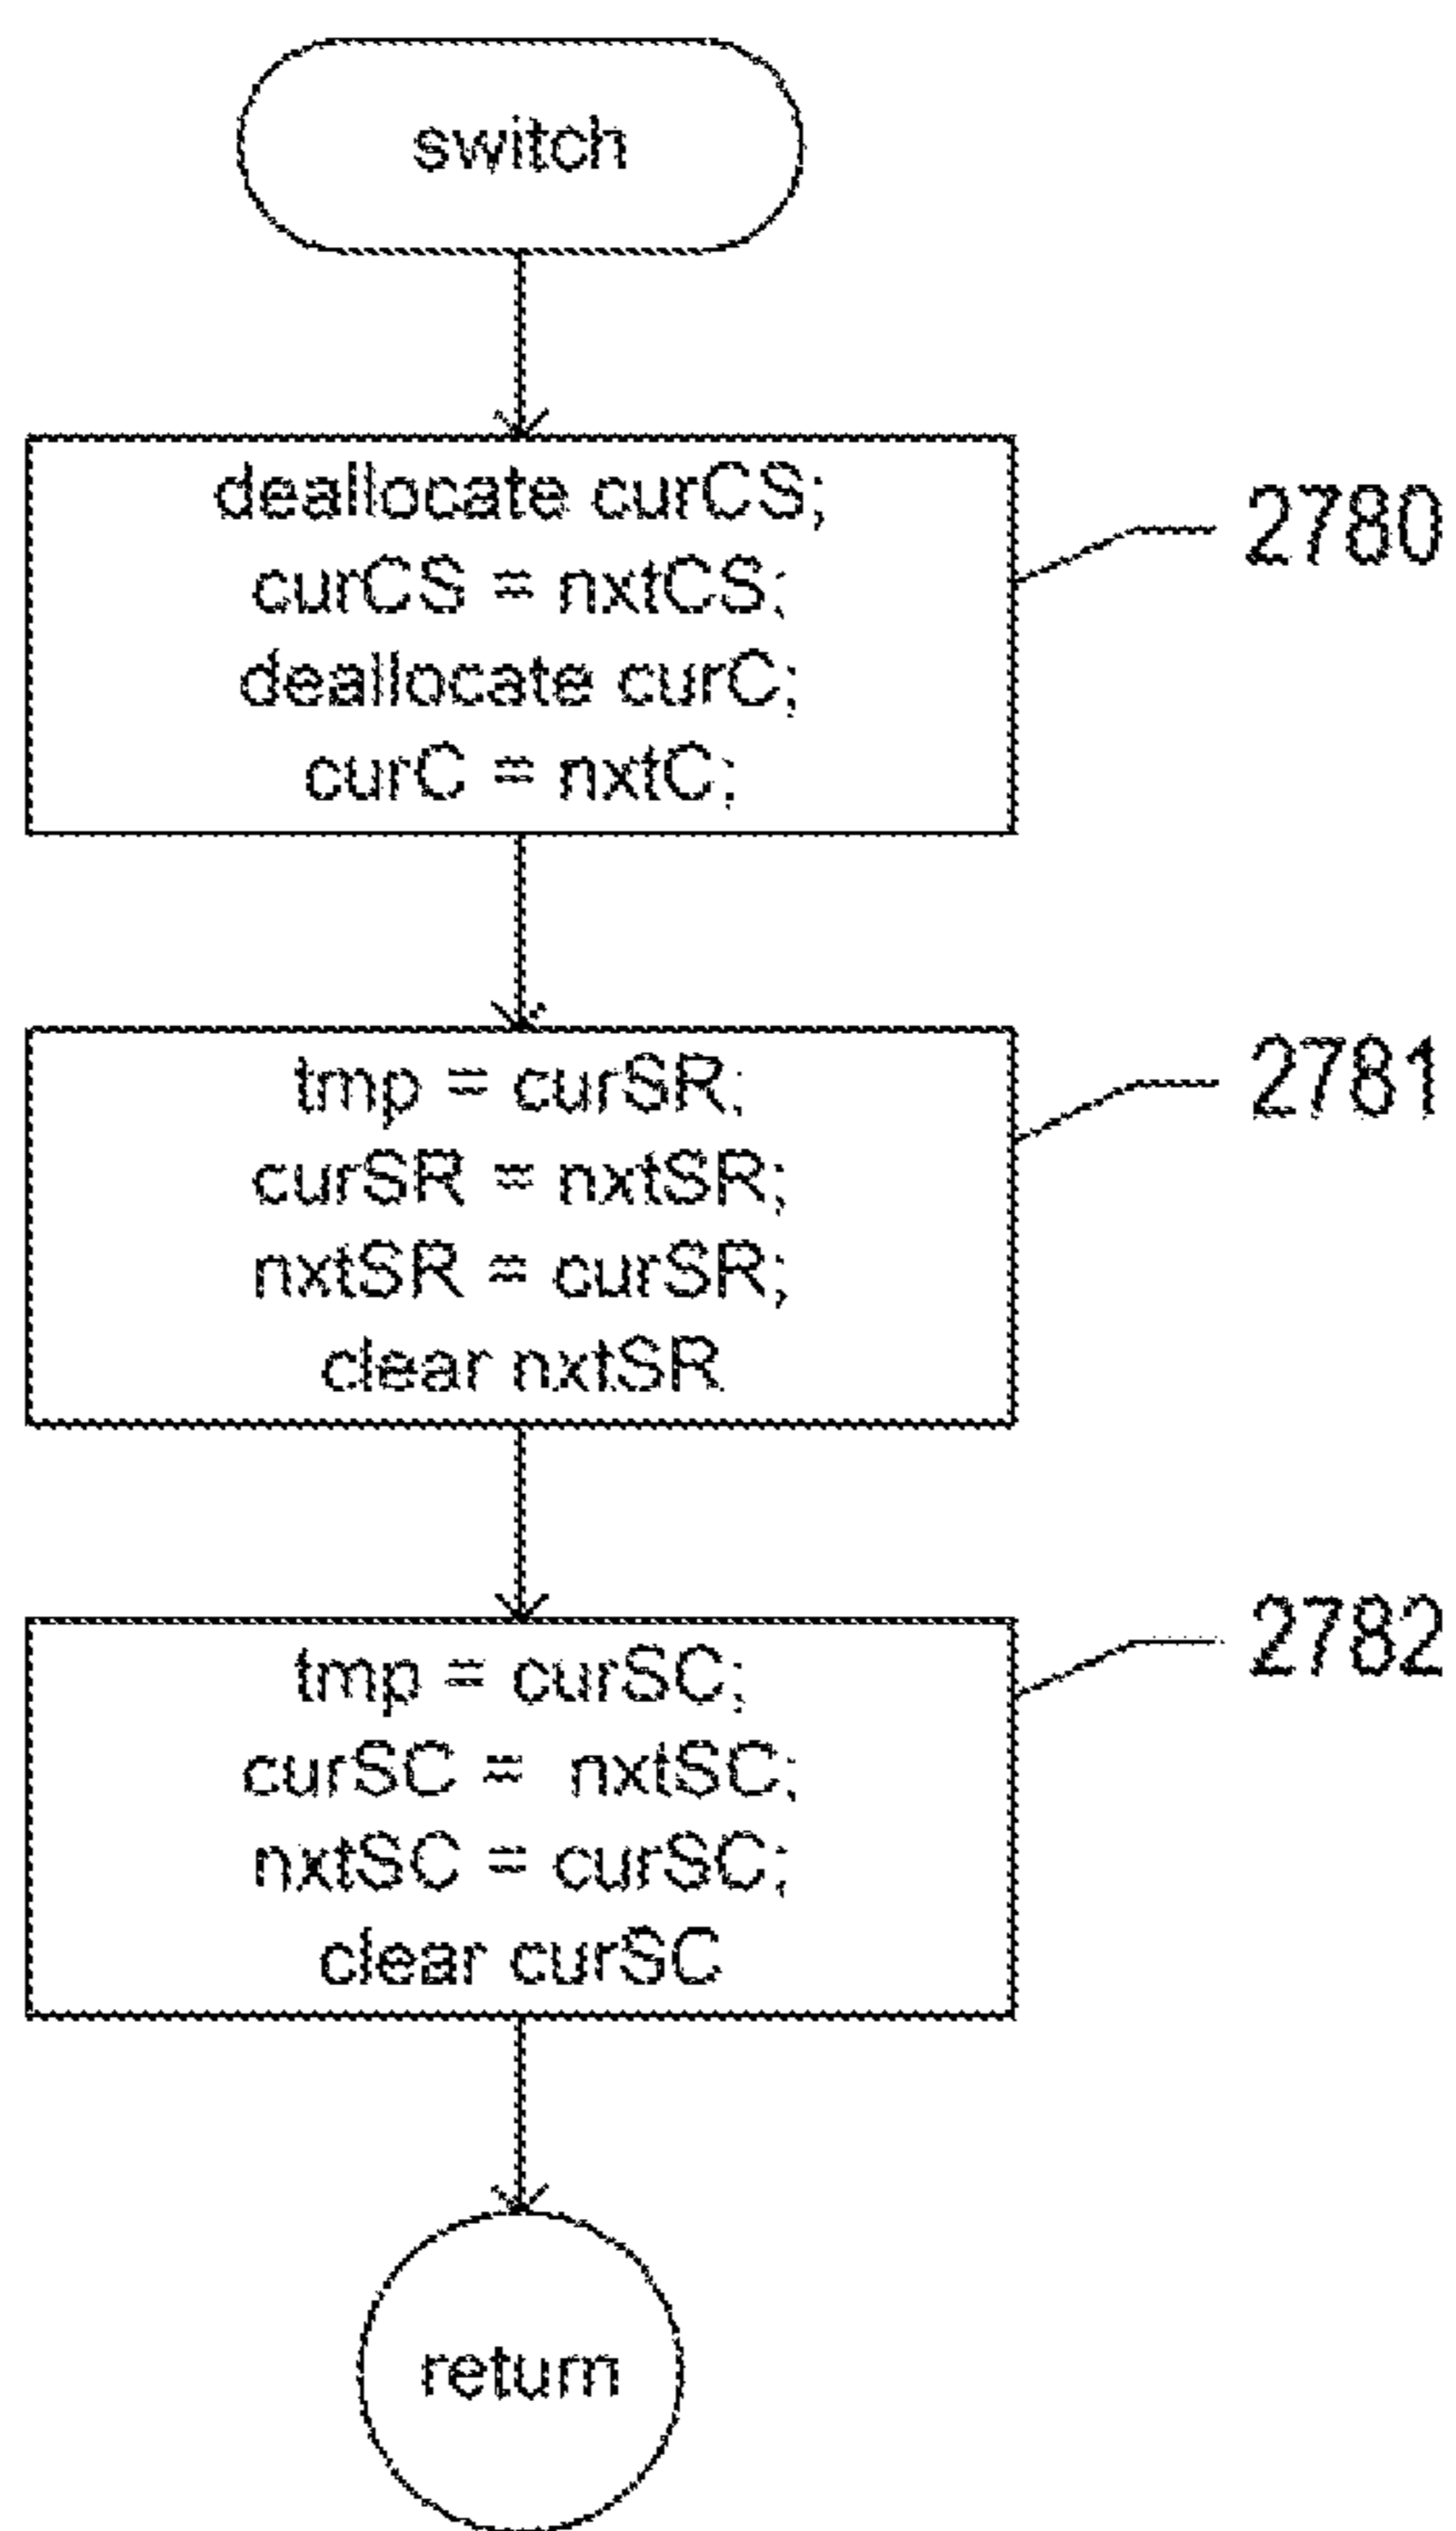 switch
deallocate curCS;
curCS = nxtCS;
deallocate curC;
curC = nxtC;
2780
tmp = curSR;
curSR = nxtSR;
nxtSR = curSR;
clear nxtSR
2781
tmp = curSC;
curSC = nxtSC;
nxtSC = curSC;
clear curSC
2782
return